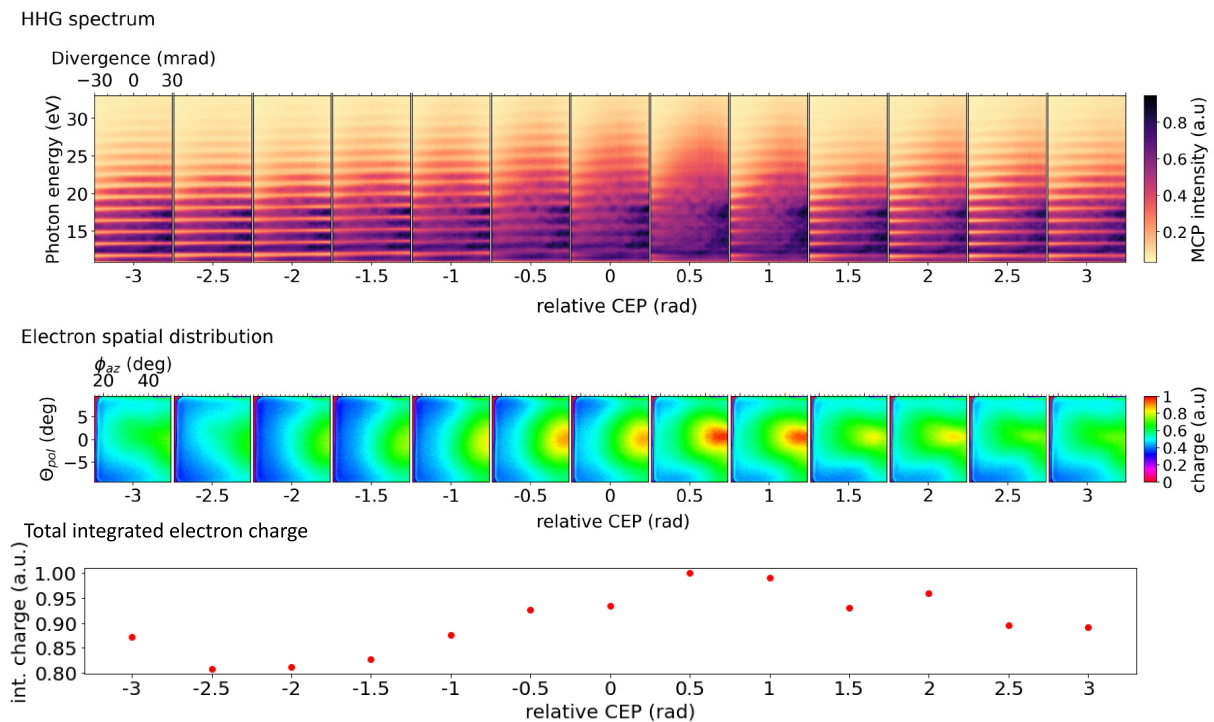 HHG spectrum
Divergence (mrad)
−30 0 30
Photon energy (eV)
30
25
20
15
-3 -2.5 -2 -1.5 -1 -0.5 0 0.5 1 1.5 2 2.5 3
relative CEP (rad)
0.8
0.6
0.4
0.2
MCP intensity (a.u)
Electron spatial distribution
ϕaz (deg)
20 40
Θpol (deg)
5
0
−5
-3 -2.5 -2 -1.5 -1 -0.5 0 0.5 1 1.5 2 2.5 3
relative CEP (rad)
1
0.8
0.6
0.4
0.2
0
charge (a.u)
Total integrated electron charge
int. charge (a.u.)
1.00
0.95
0.90
0.85
0.80
-3 -2.5 -2 -1.5 -1 -0.5 0 0.5 1 1.5 2 2.5 3
relative CEP (rad)